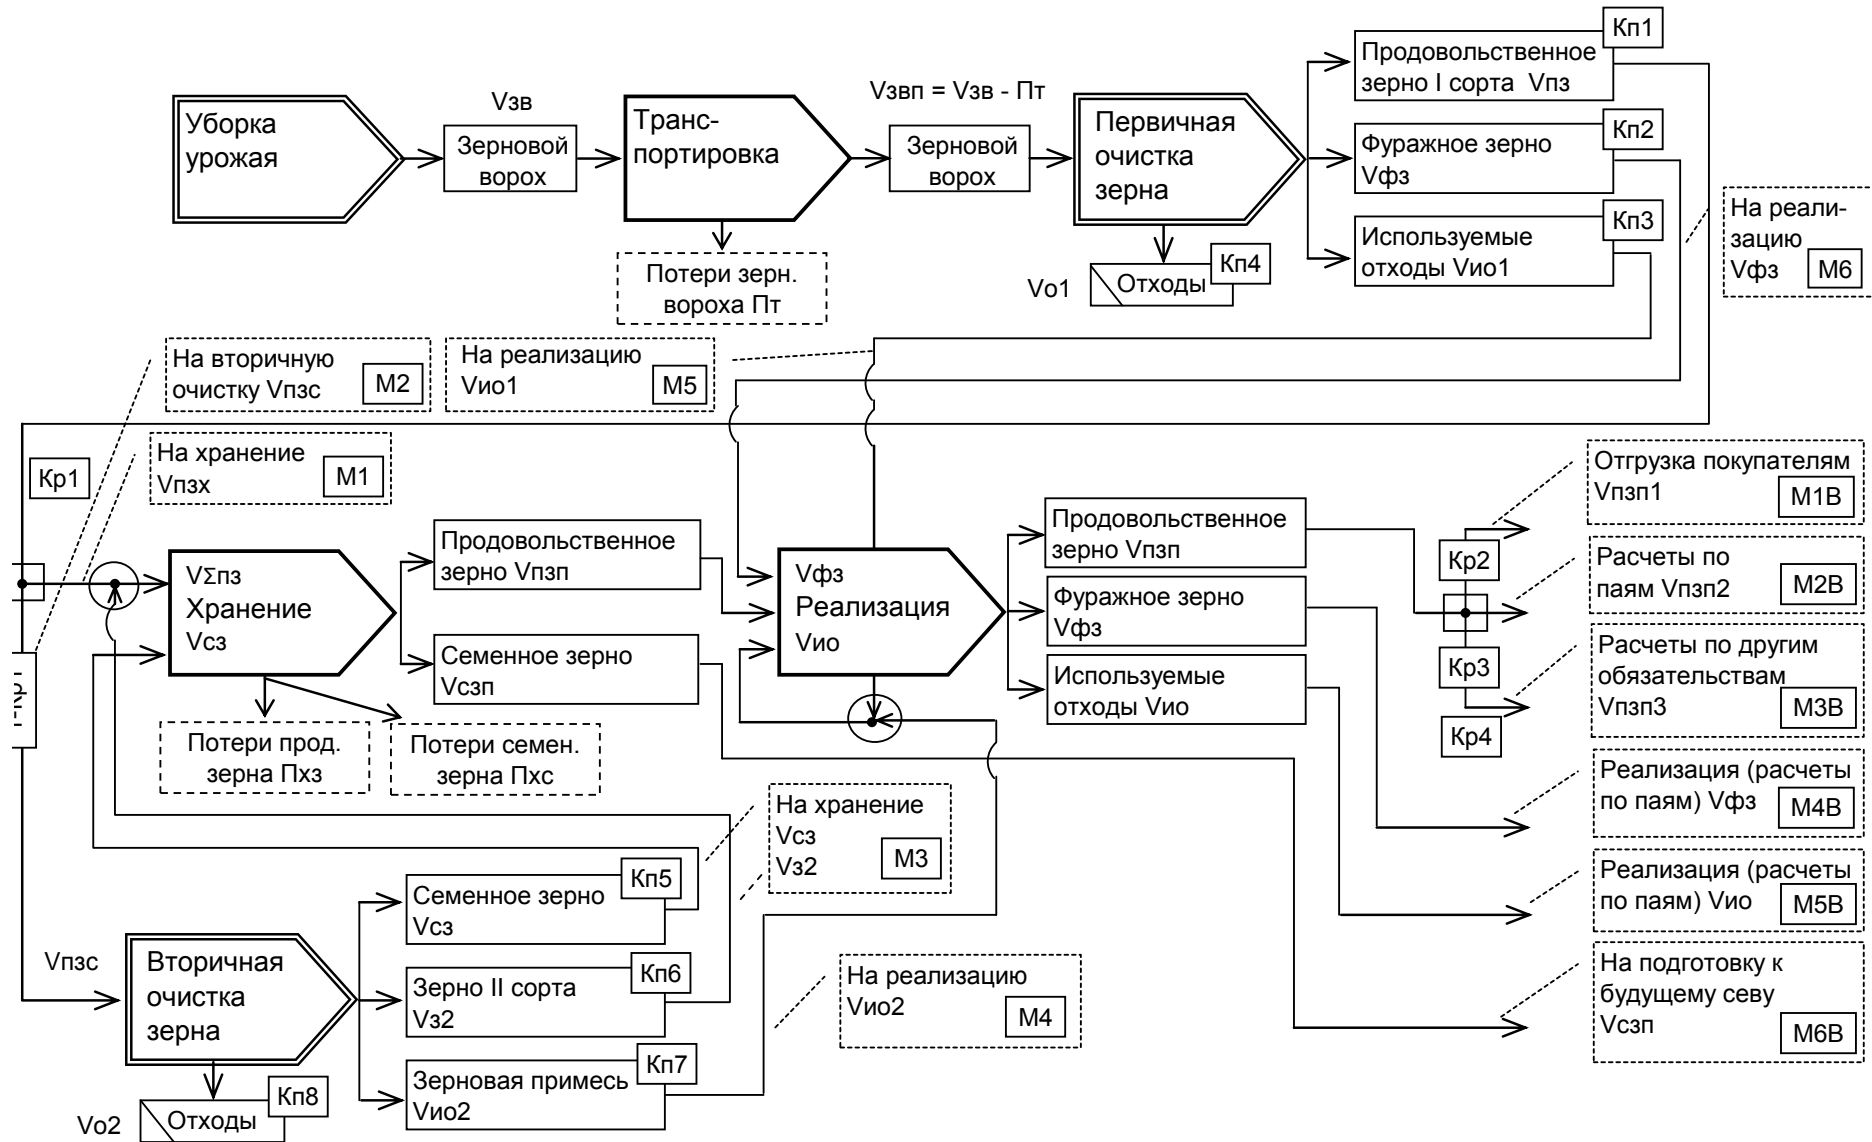 Уборка
урожая
Vзв
Зерновой
ворох
Транс-
портировка
Потери зерн.
вороха Пт
Vзвп = Vзв - Пт
Зерновой
ворох
Первичная
очистка
зерна
Vо1
Отходы
Кп4
Кп1
Продовольственное
зерно I сорта Vпз
Кп2
Фуражное зерно
Vфз
Кп3
Используемые
отходы Vио1
На реали-
зацию
Vфз
М6
На вторичную
очистку Vпзс
М2
На реализацию
Vио1
М5
На хранение
Vпзх
М1
Кр1
1-Кр1
VΣпз
Хранение
Vсз
Потери прод.
зерна Пхз
Потери семен.
зерна Пхс
Продовольственное
зерно Vпзп
Семенное зерно
Vсзп
Vфз
Реализация
Vио
Продовольственное
зерно Vпзп
Фуражное зерно
Vфз
Используемые
отходы Vио
Кр2
Кр3
Кр4
Отгрузка покупателям
Vпзп1
М1В
Расчеты по
паям Vпзп2
М2В
Расчеты по другим
обязательствам
Vпзп3
М3В
Реализация (расчеты
по паям) Vфз
М4В
Реализация (расчеты
по паям) Vио
М5В
На подготовку к
будущему севу
Vсзп
М6В
На хранение
Vсз
Vз2
М3
Vпзс
Вторичная
очистка
зерна
Vо2
Отходы
Кп8
Кп5
Семенное зерно
Vсз
Кп6
Зерно II сорта
Vз2
Кп7
Зерновая примесь
Vио2
На реализацию
Vио2
М4